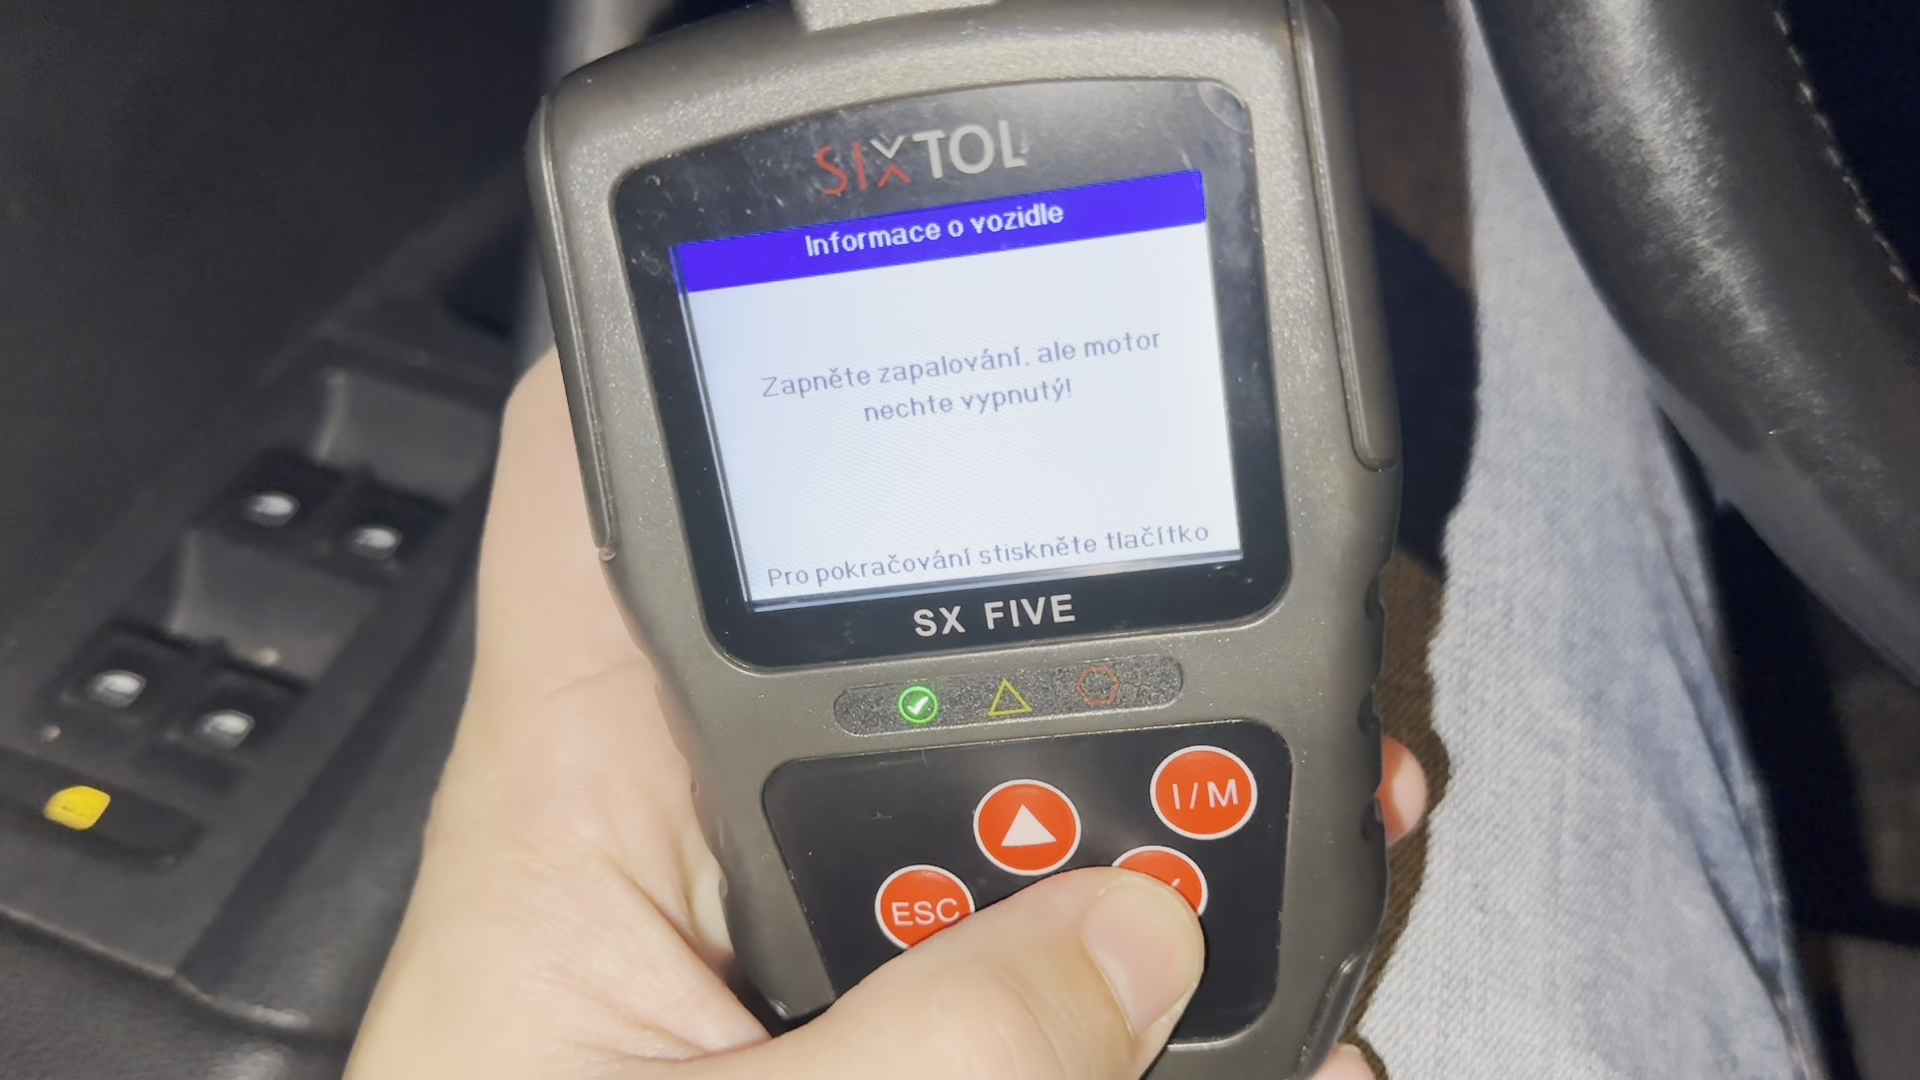 SIXTOL
Informace o vozidle
Zapněte zapalování, ale motor
nechte vypnutý!
Pro pokračování stiskněte tlačítko
SX FIVE
I/M
ESC